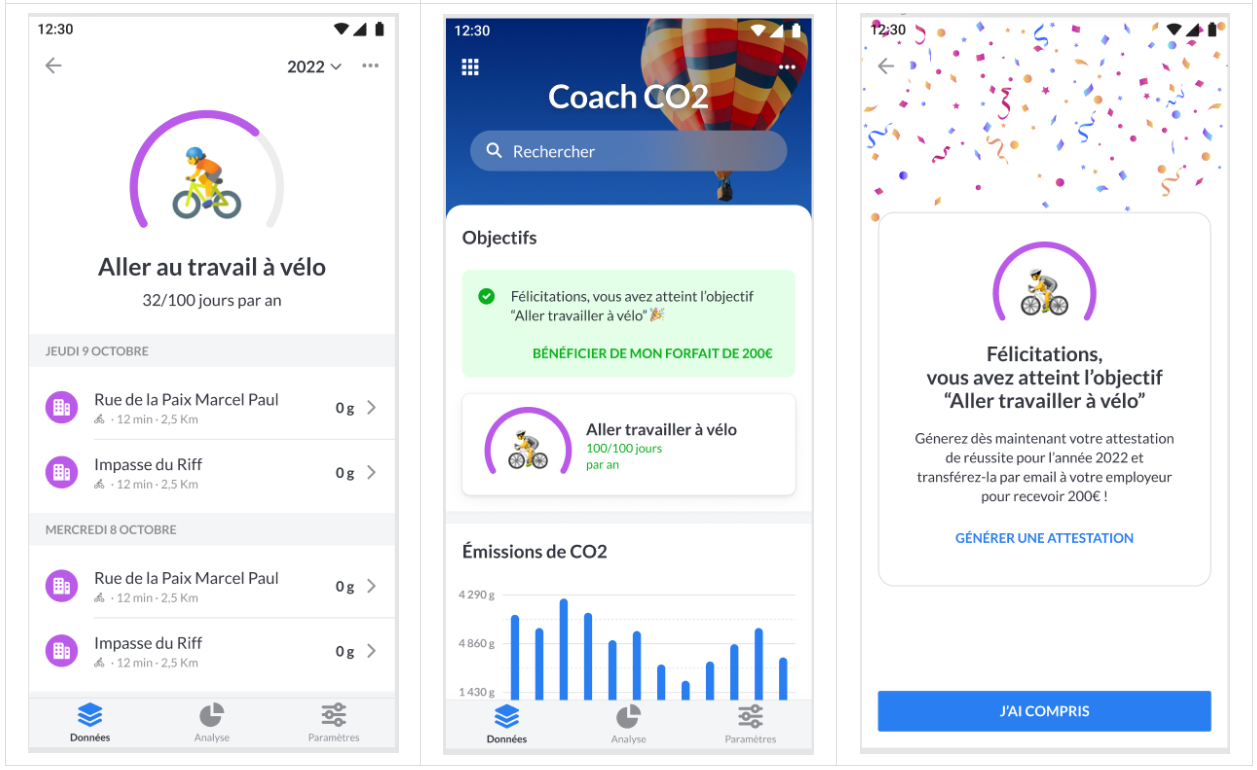 12:30
2022
Aller au travail à vélo
32/100 jours par an
JEUDI 9 OCTOBRE
Rue de la Paix Marcel Paul
· 12 min · 2,5 Km
0 g
Impasse du Riff
· 12 min · 2,5 Km
0 g
MERCREDI 8 OCTOBRE
Rue de la Paix Marcel Paul
· 12 min · 2,5 Km
0 g
Impasse du Riff
· 12 min · 2,5 Km
0 g
Données
Analyse
Paramètres
12:30
Coach CO2
Rechercher
Objectifs
Félicitations, vous avez atteint l'objectif
“Aller travailler à vélo”
BÉNÉFICIER DE MON FORFAIT DE 200€
Aller travailler à vélo
100/100 jours
par an
Émissions de CO2
4 290 g
4 860 g
1 430 g
Données
Analyse
Paramètres
12:30
Félicitations,
vous avez atteint l'objectif
“Aller travailler à vélo”
Génerez dès maintenant votre attestation
de réussite pour l'année 2022 et
transférez-la par email à votre employeur
pour recevoir 200€ !
GÉNÉRER UNE ATTESTATION
J'AI COMPRIS